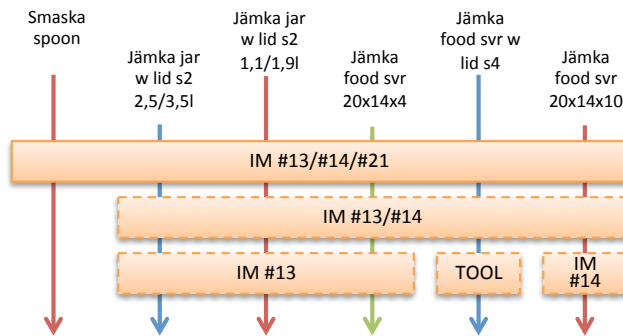 Smaska
spoon
Jämka jar
w lid s2
2,5/3,5l
Jämka jar
w lid s2
1,1/1,9l
Jämka
food svr
20x14x4
Jämka
food svr w
lid s4
Jämka
food svr
20x14x10
IM #13/#14/#21
IM #13/#14
IM #13
TOOL
IM
#14